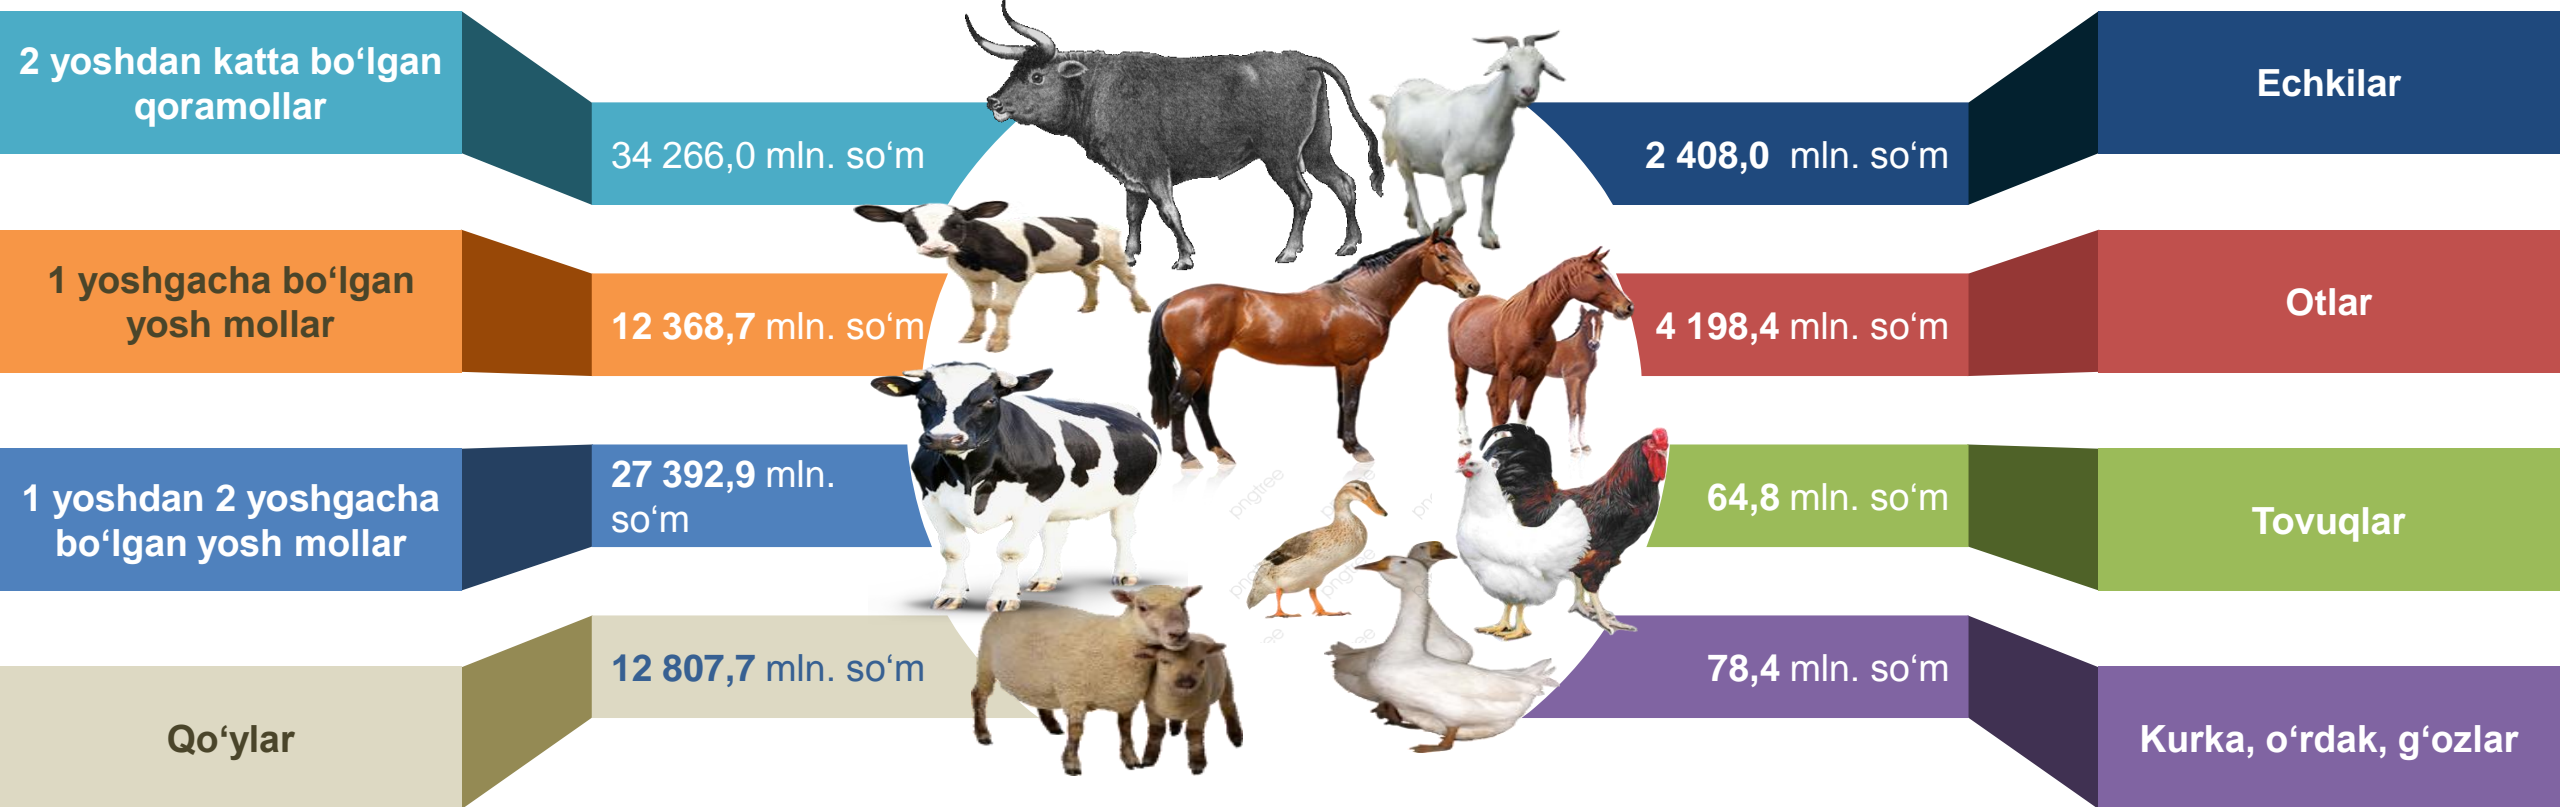 2 yoshdan katta bo‘lgan
qoramollar
34 266,0 mln. so‘m
1 yoshgacha bo‘lgan
yosh mollar
12 368,7 mln. so‘m
1 yoshdan 2 yoshgacha
bo‘lgan yosh mollar
27 392,9 mln.
so‘m
Qo‘ylar
12 807,7 mln. so‘m
Echkilar
2 408,0 mln. so‘m
Otlar
4 198,4 mln. so‘m
Tovuqlar
64,8 mln. so‘m
Kurka, o‘rdak, g‘ozlar
78,4 mln. so‘m
pngtree